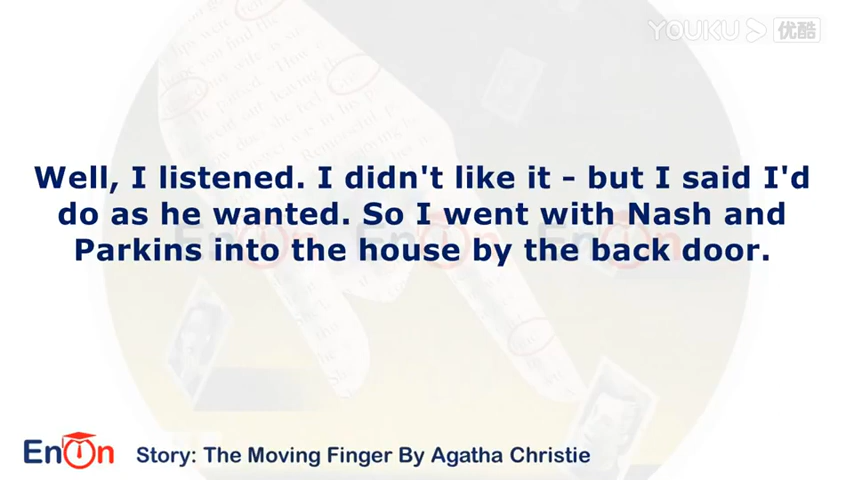 YOUKU 优酷
Well, I listened. I didn't like it - but I said I'd
do as he wanted. So I went with Nash and
Parkins into the house by the back door.
EnOn
Story: The Moving Finger By Agatha Christie